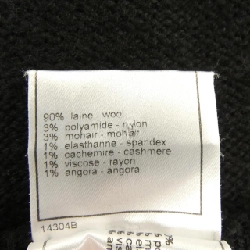 90% laine - wool
3% polyamide - nylon
3% mohair - mohair
1% elasthanne - spandex
1% cachemire - cashmere
1% viscose - rayon
1% angora - angora
14304B